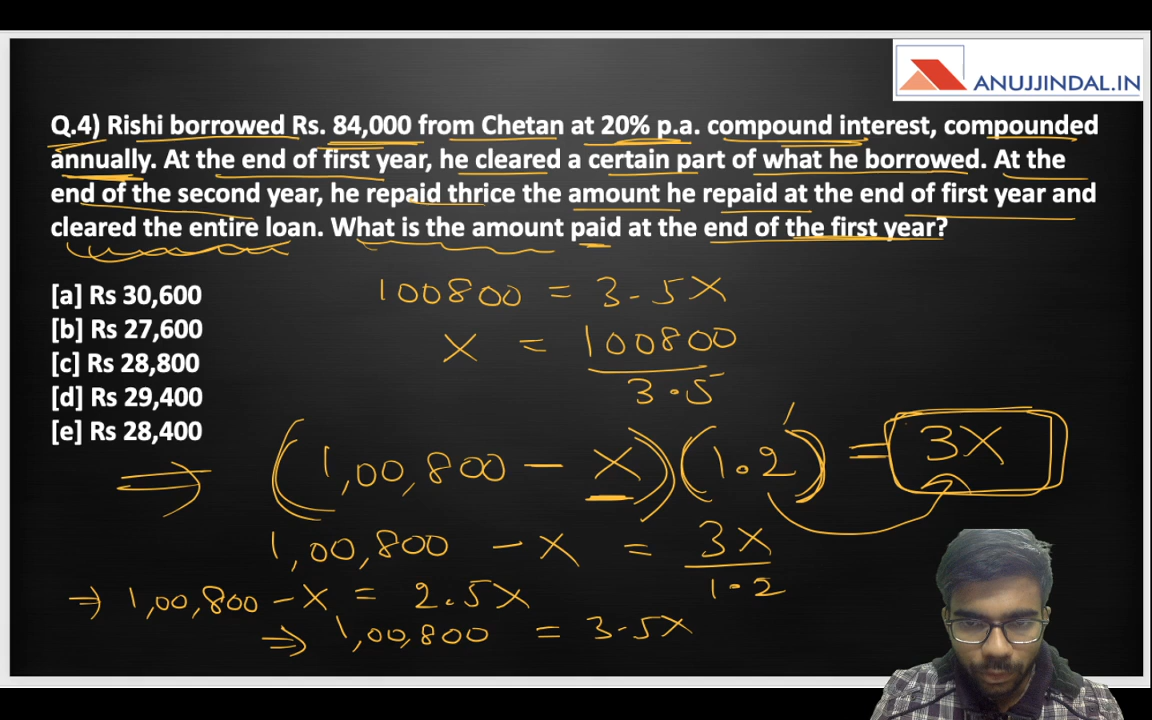 ANUJJINDAL.IN
Q.4) Rishi borrowed Rs. 84,000 from Chetan at 20% p.a. compound interest, compounded
annually. At the end of first year, he cleared a certain part of what he borrowed. At the
end of the second year, he repaid thrice the amount he repaid at the end of first year and
cleared the entire loan. What is the amount paid at the end of the first year?
[a] Rs 30,600
[b] Rs 27,600
[c] Rs 28,800
[d] Rs 29,400
[e] Rs 28,400
100800 = 3.5X
X = 100800
3.5
⇒ (1,00,800 - X) (1.2) = 3X
1,00,800 - X = 3X
1.2
⇒ 1,00,800 - X = 2.5X
⇒ 1,00,800 = 3.5X